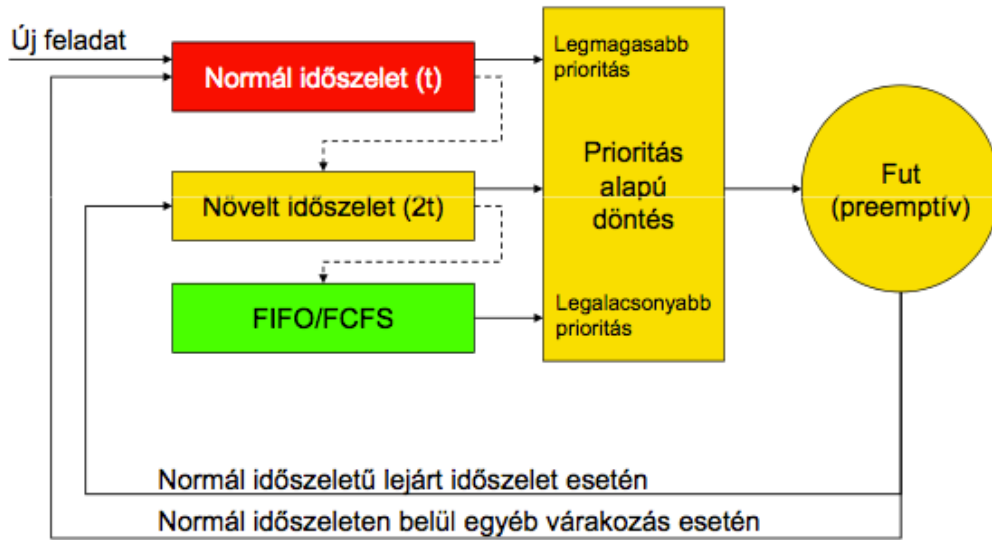 Új feladat
Normál időszelet (t)
Növelt időszelet (2t)
FIFO/FCFS
Legmagasabb
prioritás
Prioritás
alapú
döntés
Legalacsonyabb
prioritás
Fut
(preemptív)
Normál időszeletű lejárt időszelet esetén
Normál időszeleten belül egyéb várakozás esetén